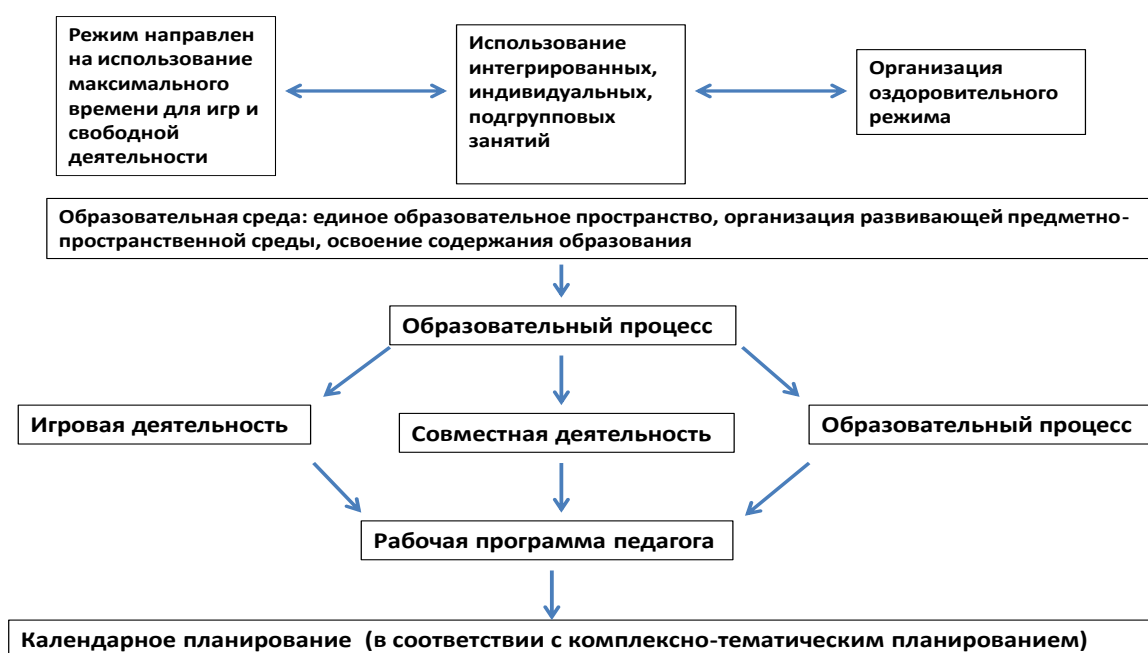 Режим направлен
на использование
максимального
времени для игр и
свободной
деятельности
Использование
интегрированных,
индивидуальных,
подгрупповых
занятий
Организация
оздоровительного
режима
Образовательная среда: единое образовательное пространство, организация развивающей предметно-
пространственной среды, освоение содержания образования
Образовательный процесс
Игровая деятельность
Совместная деятельность
Образовательный процесс
Рабочая программа педагога
Календарное планирование (в соответствии с комплексно-тематическим планированием)